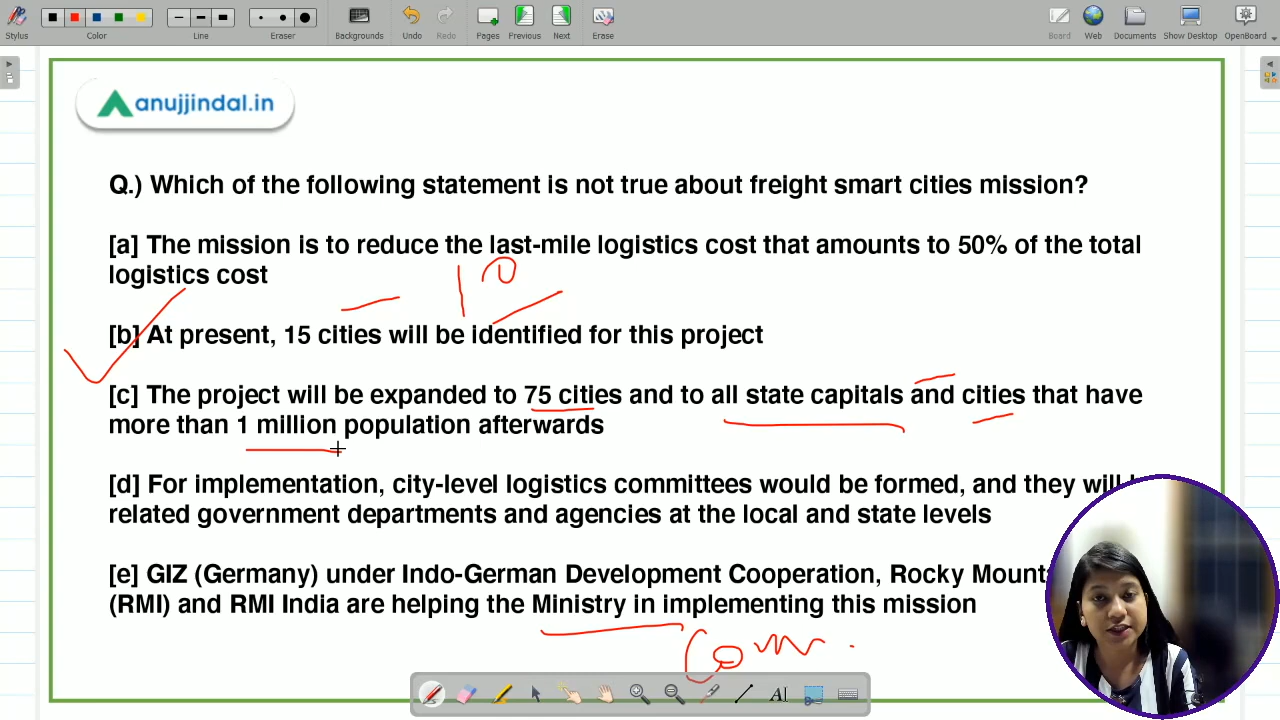 Stylus
Color
Line
Eraser
Backgrounds
Undo
Redo
Pages
Previous
Next
Erase
Board
Web
Documents
Show Desktop
OpenBoard
anujjindal.in
Q.) Which of the following statement is not true about freight smart cities mission?
[a] The mission is to reduce the last-mile logistics cost that amounts to 50% of the total
logistics cost
10
[b] At present, 15 cities will be identified for this project
[c] The project will be expanded to 75 cities and to all state capitals and cities that have
more than 1 million population afterwards
[d] For implementation, city-level logistics committees would be formed, and they will
related government departments and agencies at the local and state levels
[e] GIZ (Germany) under Indo-German Development Cooperation, Rocky
(RMI) and RMI India are helping the Ministry in implementing this mission
Com